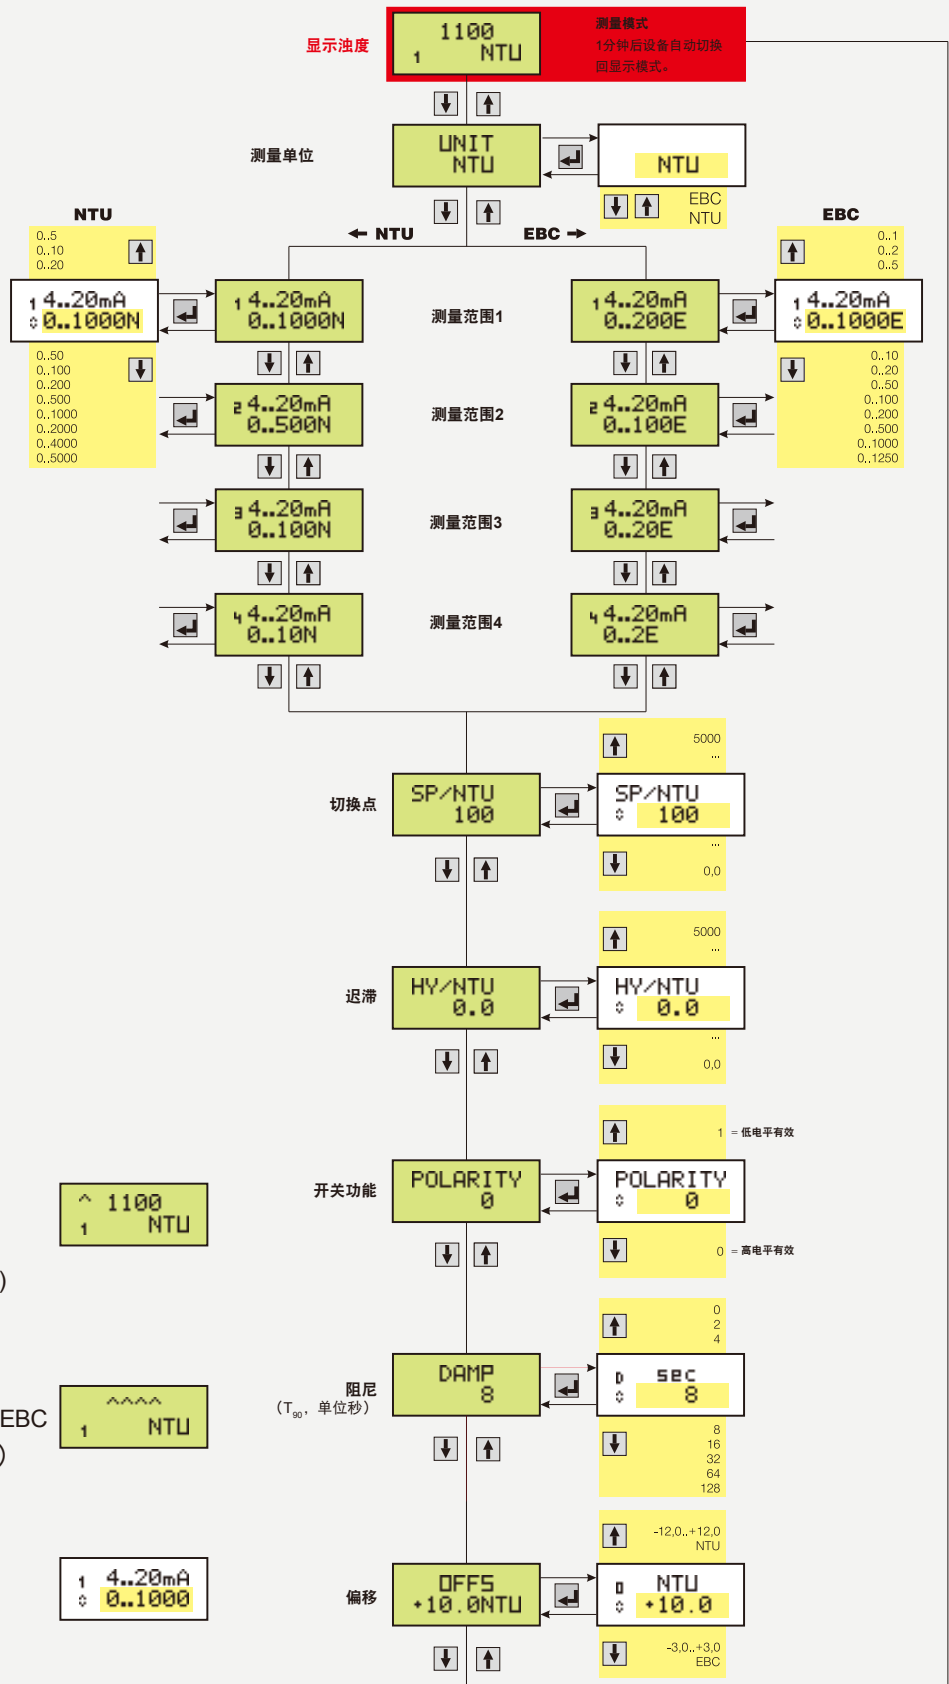 显示浊度
1100
1 NTU
测量模式
1分钟后设备自动切换
回显示模式。
测量单位
UNIT
NTU
NTU
EBC
NTU
NTU
← NTU
EBC →
EBC
0..5
0..10
0..20
0..1
0..2
0..5
1 4..20mA
0..1000N
1 4..20mA
0..1000N
测量范围1
1 4..20mA
0..200E
1 4..20mA
0..1000E
0..50
0..100
0..200
0..500
0..1000
0..2000
0..4000
0..5000
0..10
0..20
0..50
0..100
0..200
0..500
0..1000
0..1250
2 4..20mA
0..500N
测量范围2
2 4..20mA
0..100E
3 4..20mA
0..100N
测量范围3
3 4..20mA
0..20E
4 4..20mA
0..10N
测量范围4
4 4..20mA
0..2E
5000
...
切换点
SP/NTU
100
SP/NTU
100
...
0,0
5000
...
迟滞
HY/NTU
0.0
HY/NTU
0.0
...
0,0
1 = 低电平有效
开关功能
POLARITY
0
POLARITY
0
0 = 高电平有效
^ 1100
1 NTU
)
0
2
4
阻尼
(T90，单位秒)
DAMP
8
D sec
8
8
16
32
64
128
^^^^
1 NTU
EBC
)
-12,0..+12,0
NTU
偏移
OFFS
+10.0NTU
O NTU
+10.0
-3,0..+3,0
EBC
1 4..20mA
0..1000